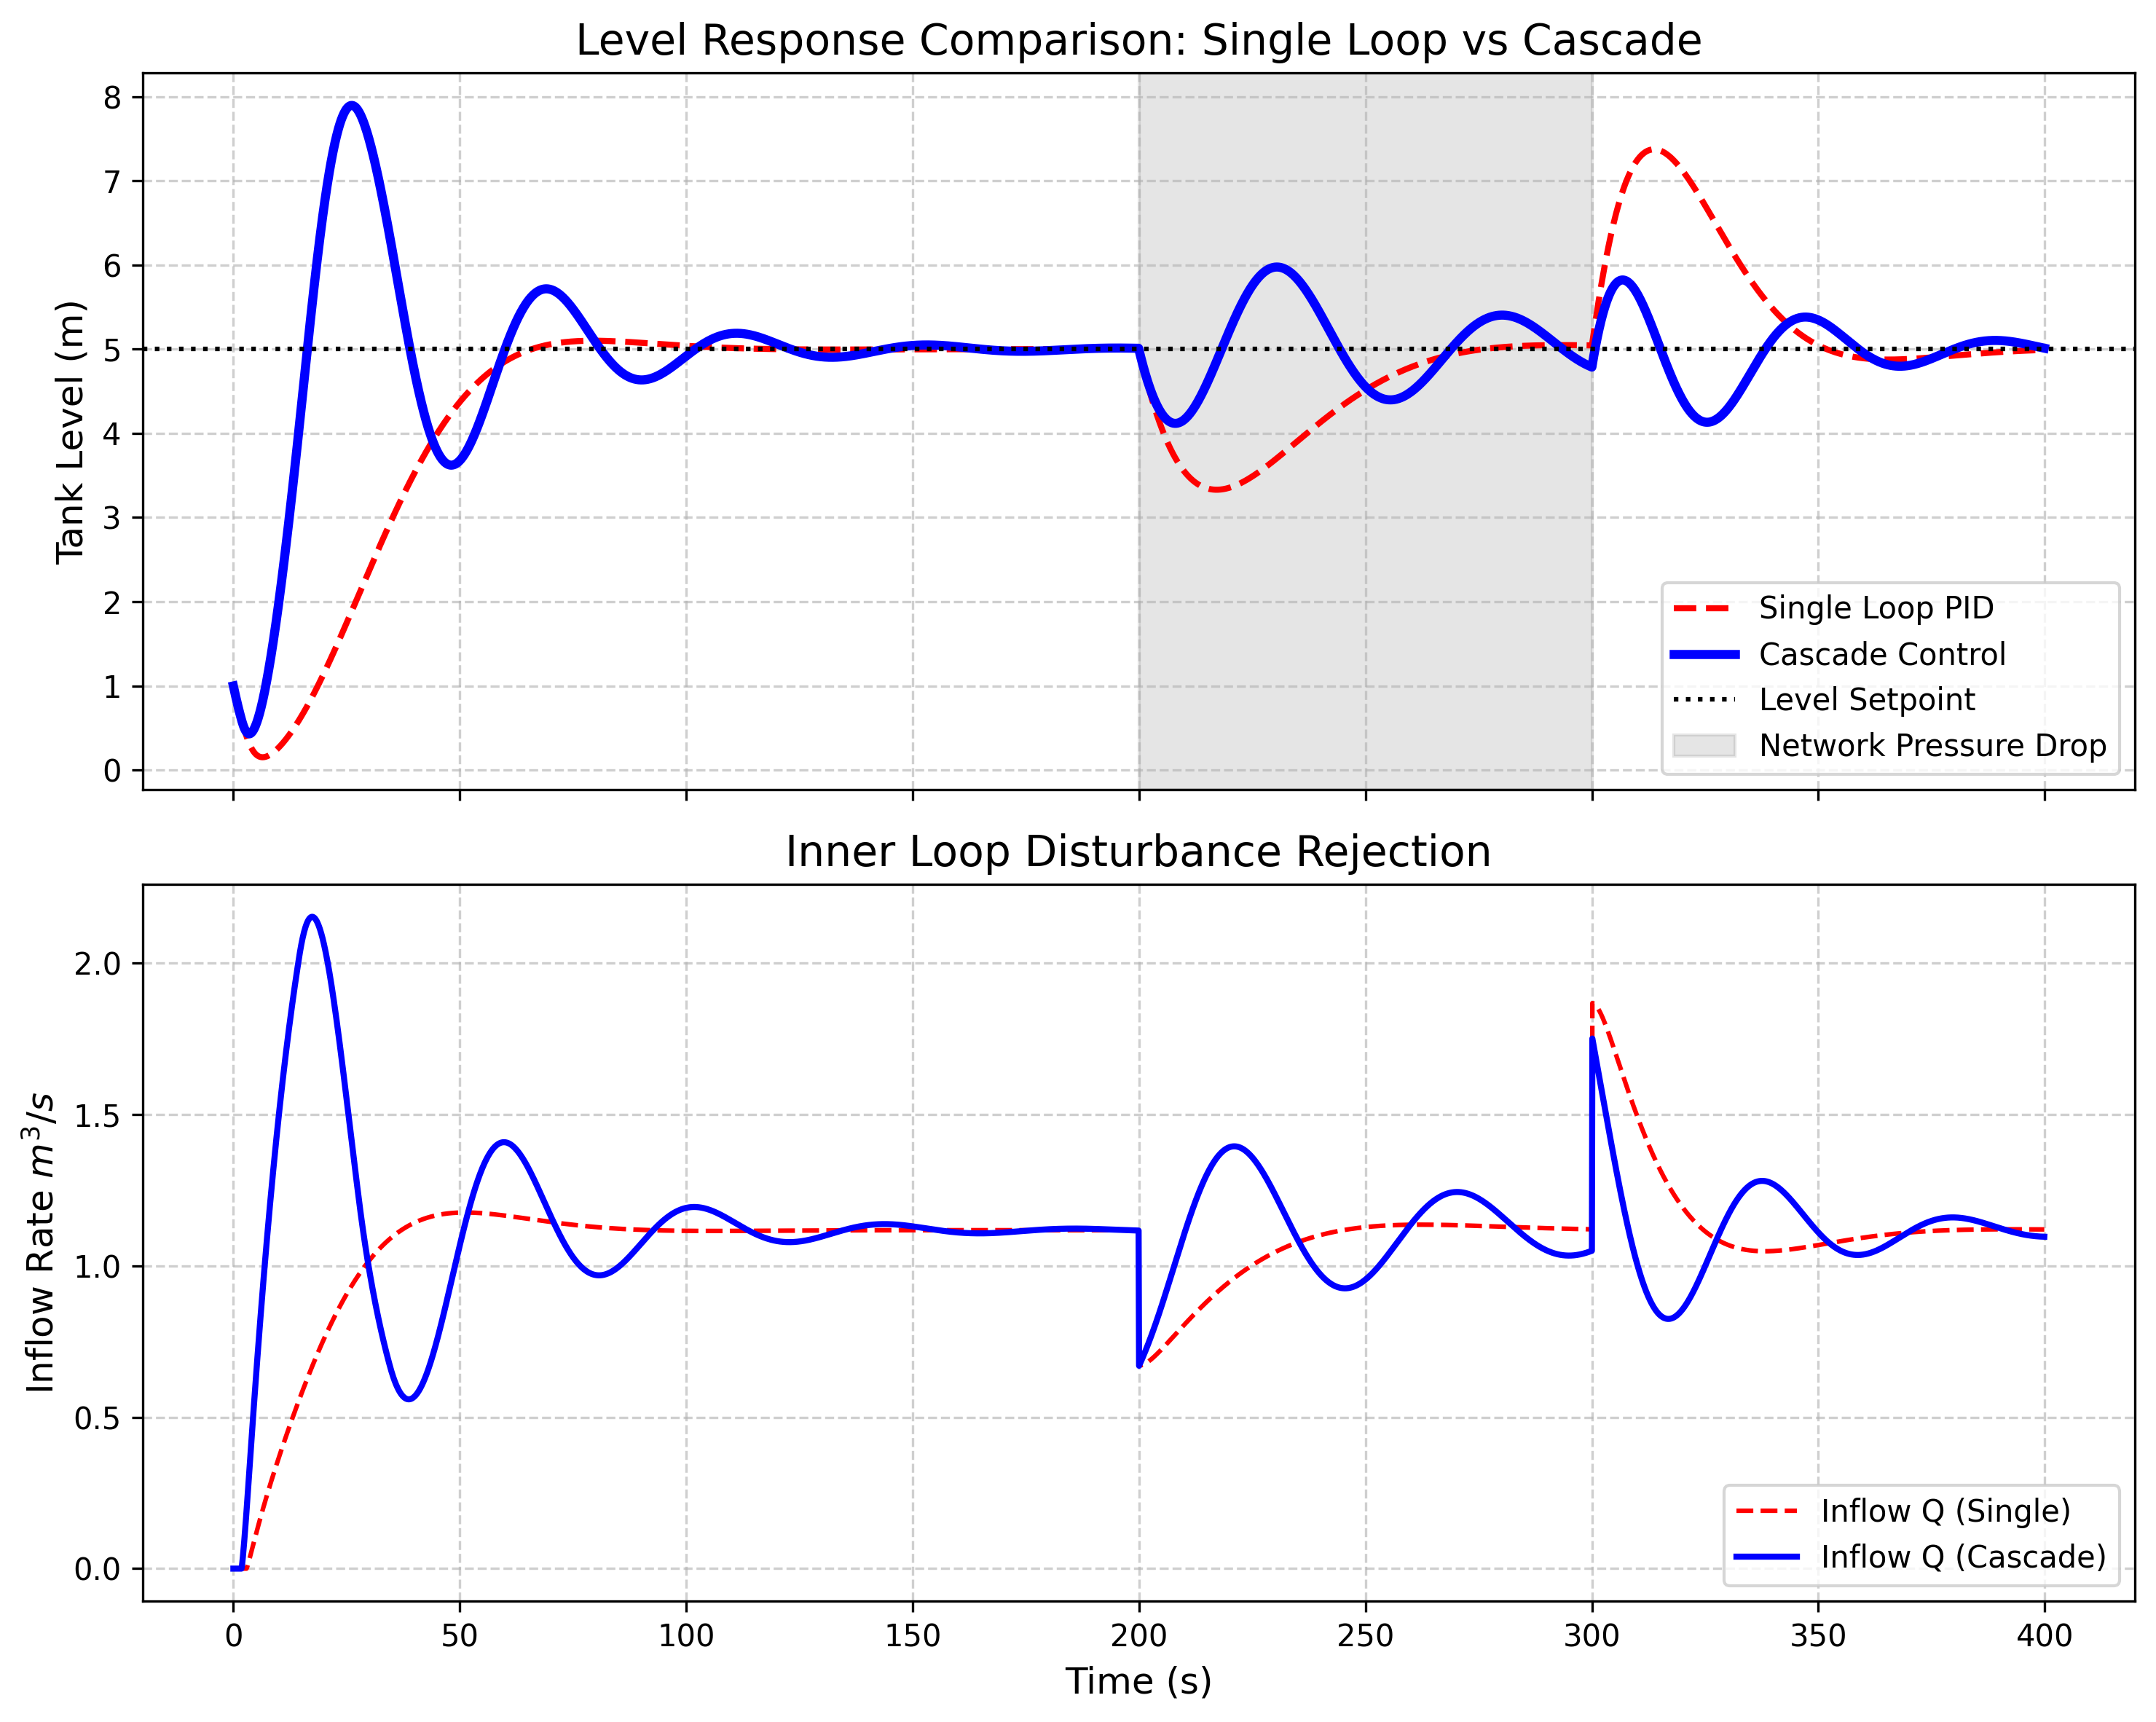 Level Response Comparison: Single Loop vs Cascade
8
7
6
5
4
3
2
1
0
Tank Level (m)
Single Loop PID
Cascade Control
Level Setpoint
Network Pressure Drop
Inner Loop Disturbance Rejection
2.0
1.5
1.0
0.5
0.0
Inflow Rate m³/s
Inflow Q (Single)
Inflow Q (Cascade)
0 50 100 150 200 250 300 350 400
Time (s)